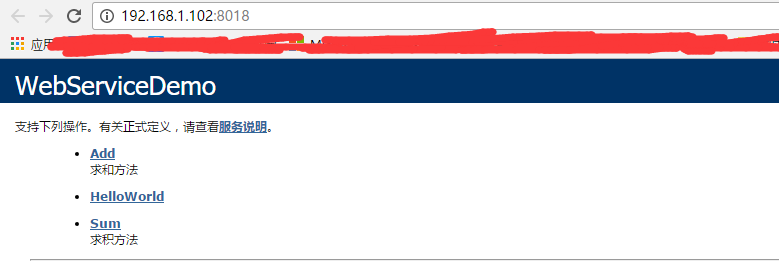 192.168.1.102:8018
应用
WebServiceDemo
支持下列操作。有关正式定义，请查看服务说明。
Add
求和方法
HelloWorld
Sum
求积方法